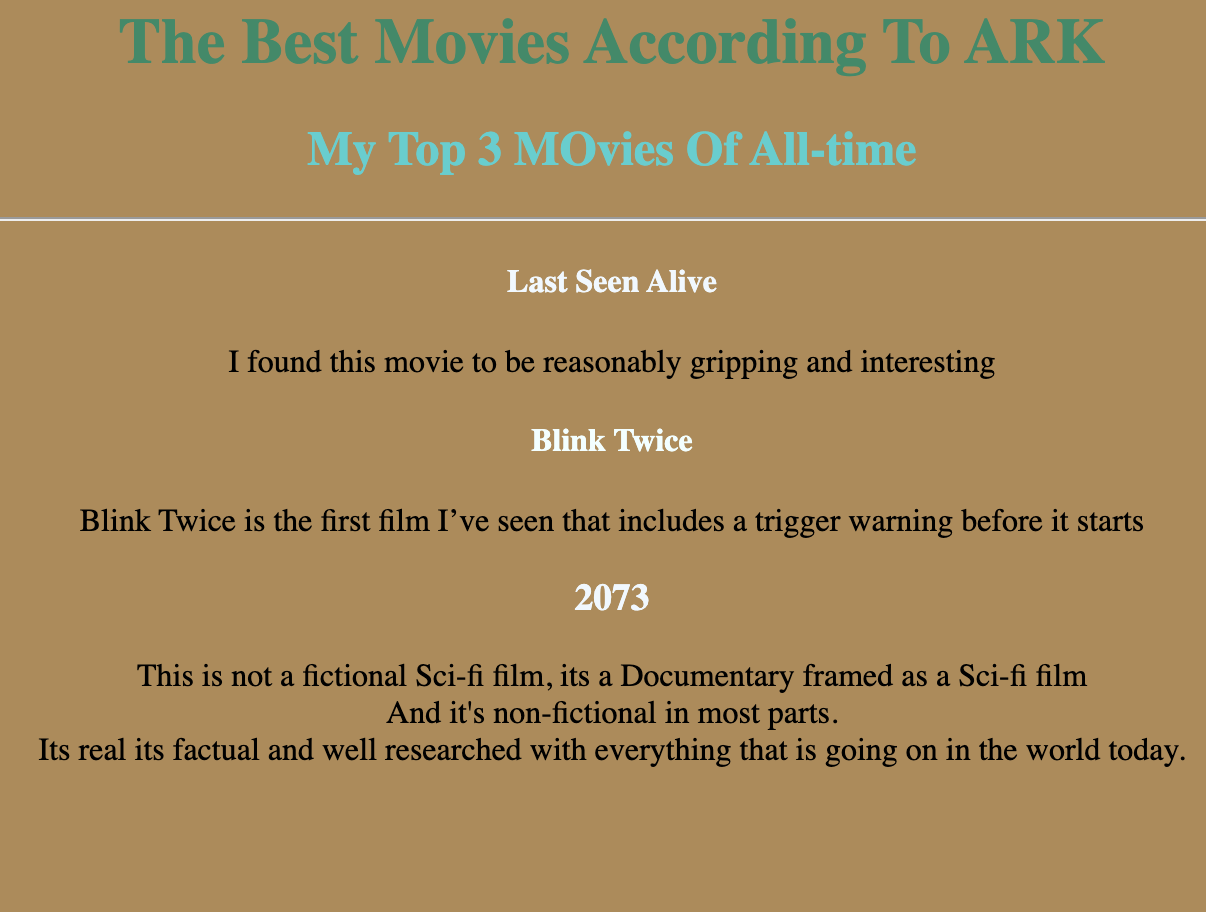 The Best Movies According To ARK
My Top 3 MOvies Of All-time
Last Seen Alive
I found this movie to be reasonably gripping and interesting
Blink Twice
Blink Twice is the first film I’ve seen that includes a trigger warning before it starts
2073
This is not a fictional Sci-fi film, its a Documentary framed as a Sci-fi film
And it's non-fictional in most parts.
Its real its factual and well researched with everything that is going on in the world today.